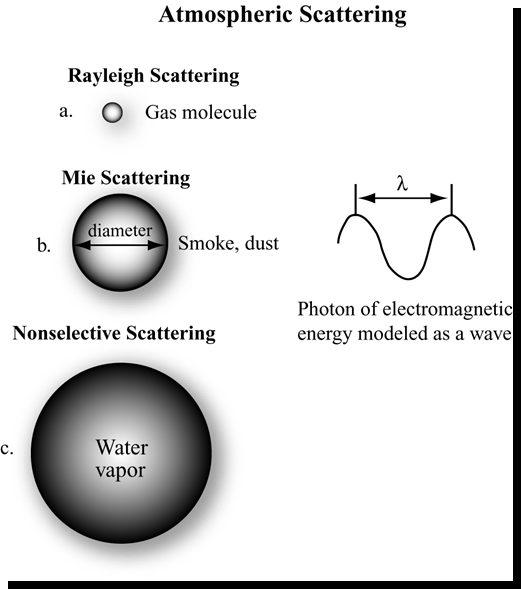 Atmospheric Scattering
Rayleigh Scattering
a.
Gas molecule
Mie Scattering
b.
diameter
Smoke, dust
λ
Photon of electromagnetic
energy modeled as a wave
Nonselective Scattering
c.
Water
vapor